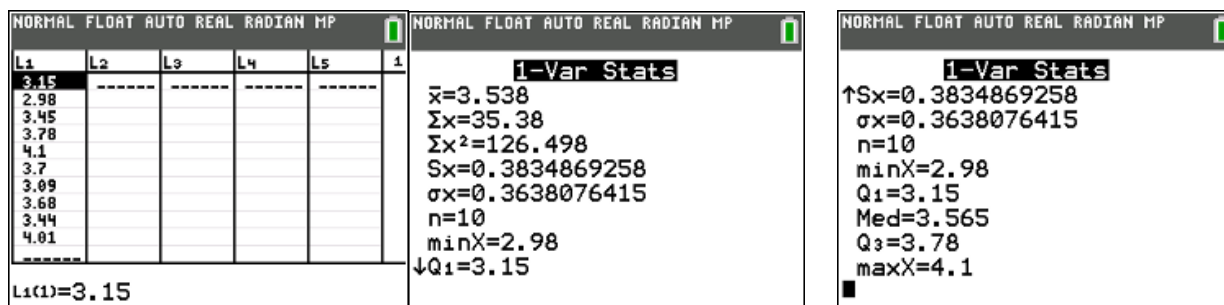 NORMAL FLOAT AUTO REAL RADIAN MP
L1 L2 L3 L4 L5 1
3.15 ------ ------ ------ ------
2.98
3.45
3.78
4.1
3.7
3.09
3.68
3.44
4.01
------
L1(1)=3.15
NORMAL FLOAT AUTO REAL RADIAN MP
1-Var Stats
x̄=3.538
Σx=35.38
Σx²=126.498
Sx=0.3834869258
σx=0.3638076415
n=10
minX=2.98
↓Q1=3.15
NORMAL FLOAT AUTO REAL RADIAN MP
1-Var Stats
↑Sx=0.3834869258
σx=0.3638076415
n=10
minX=2.98
Q1=3.15
Med=3.565
Q3=3.78
maxX=4.1